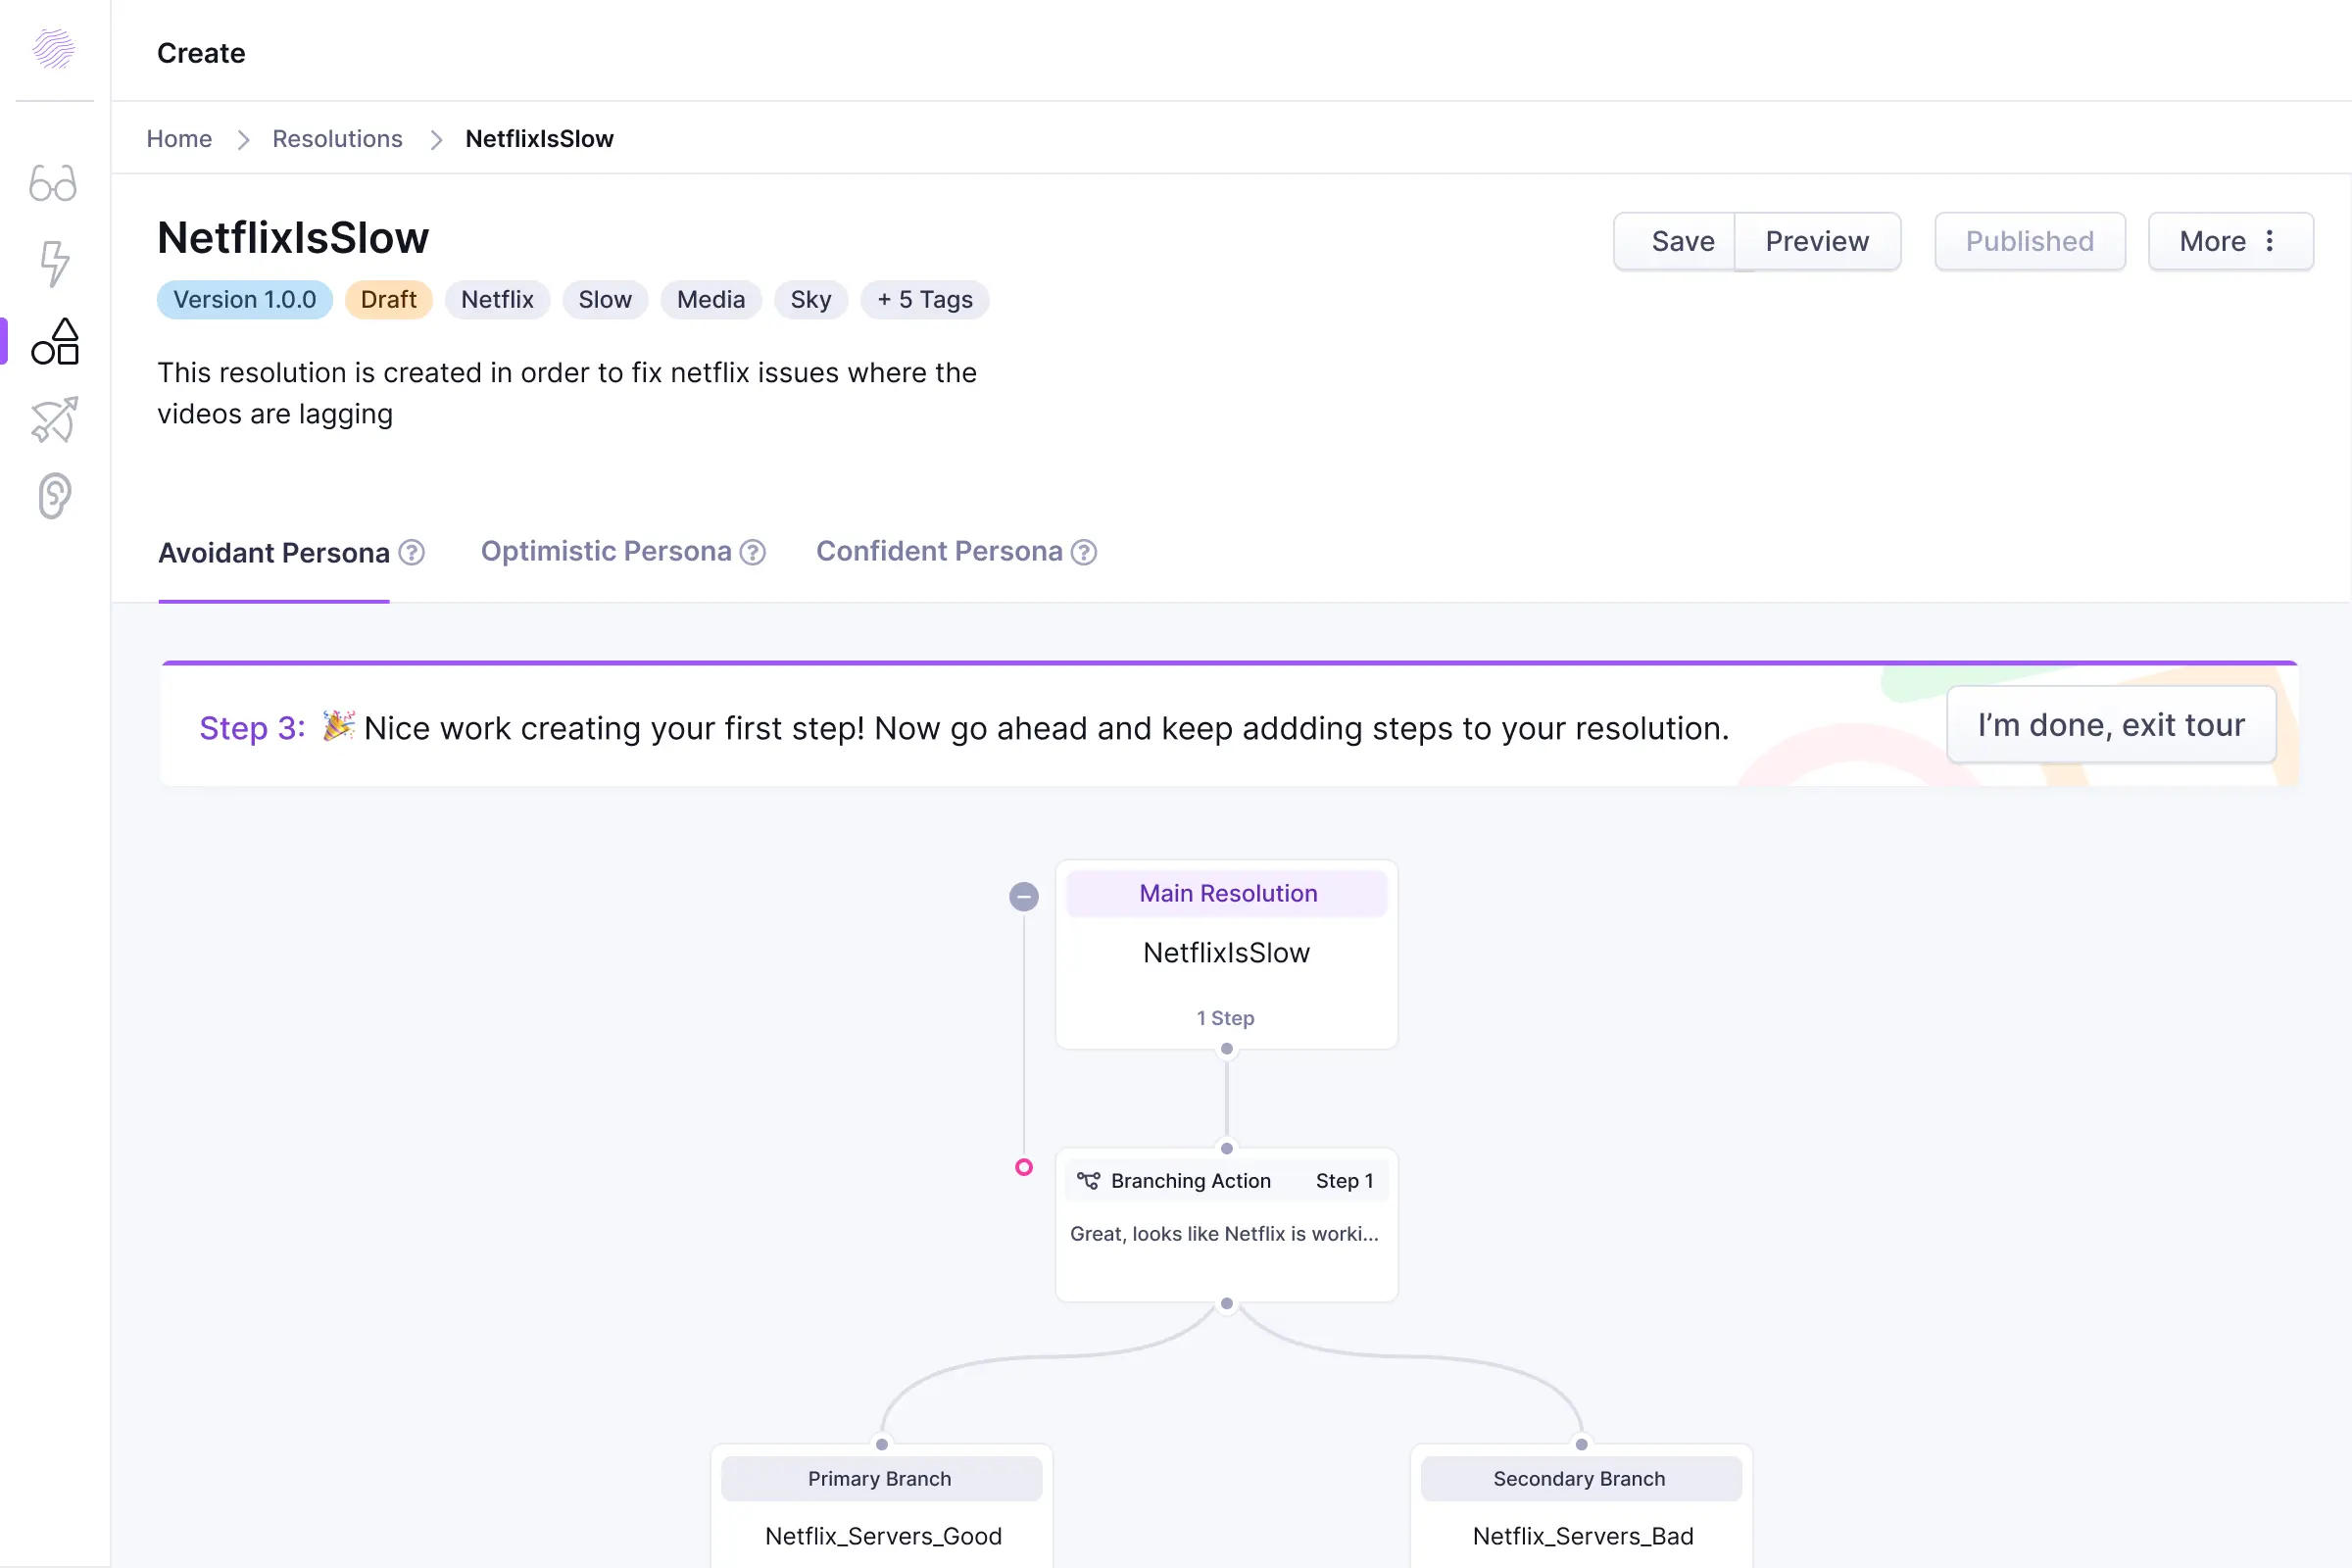 Create
Home Resolutions NetflixIsSlow
NetflixIsSlow
Save Preview Published More
Version 1.0.0 Draft Netflix Slow Media Sky + 5 Tags
This resolution is created in order to fix netflix issues where the
videos are lagging
Avoidant Persona ? Optimistic Persona ? Confident Persona ?
Step 3: 🎉 Nice work creating your first step! Now go ahead and keep addding steps to your resolution.
I’m done, exit tour
Main Resolution
NetflixIsSlow
1 Step
Branching Action Step 1
Great, looks like Netflix is worki...
Primary Branch
Netflix_Servers_Good
Secondary Branch
Netflix_Servers_Bad